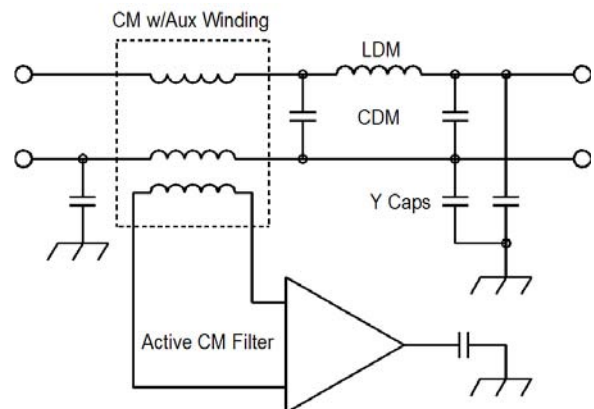 CM w/Aux Winding
LDM
CDM
Y Caps
Active CM Filter